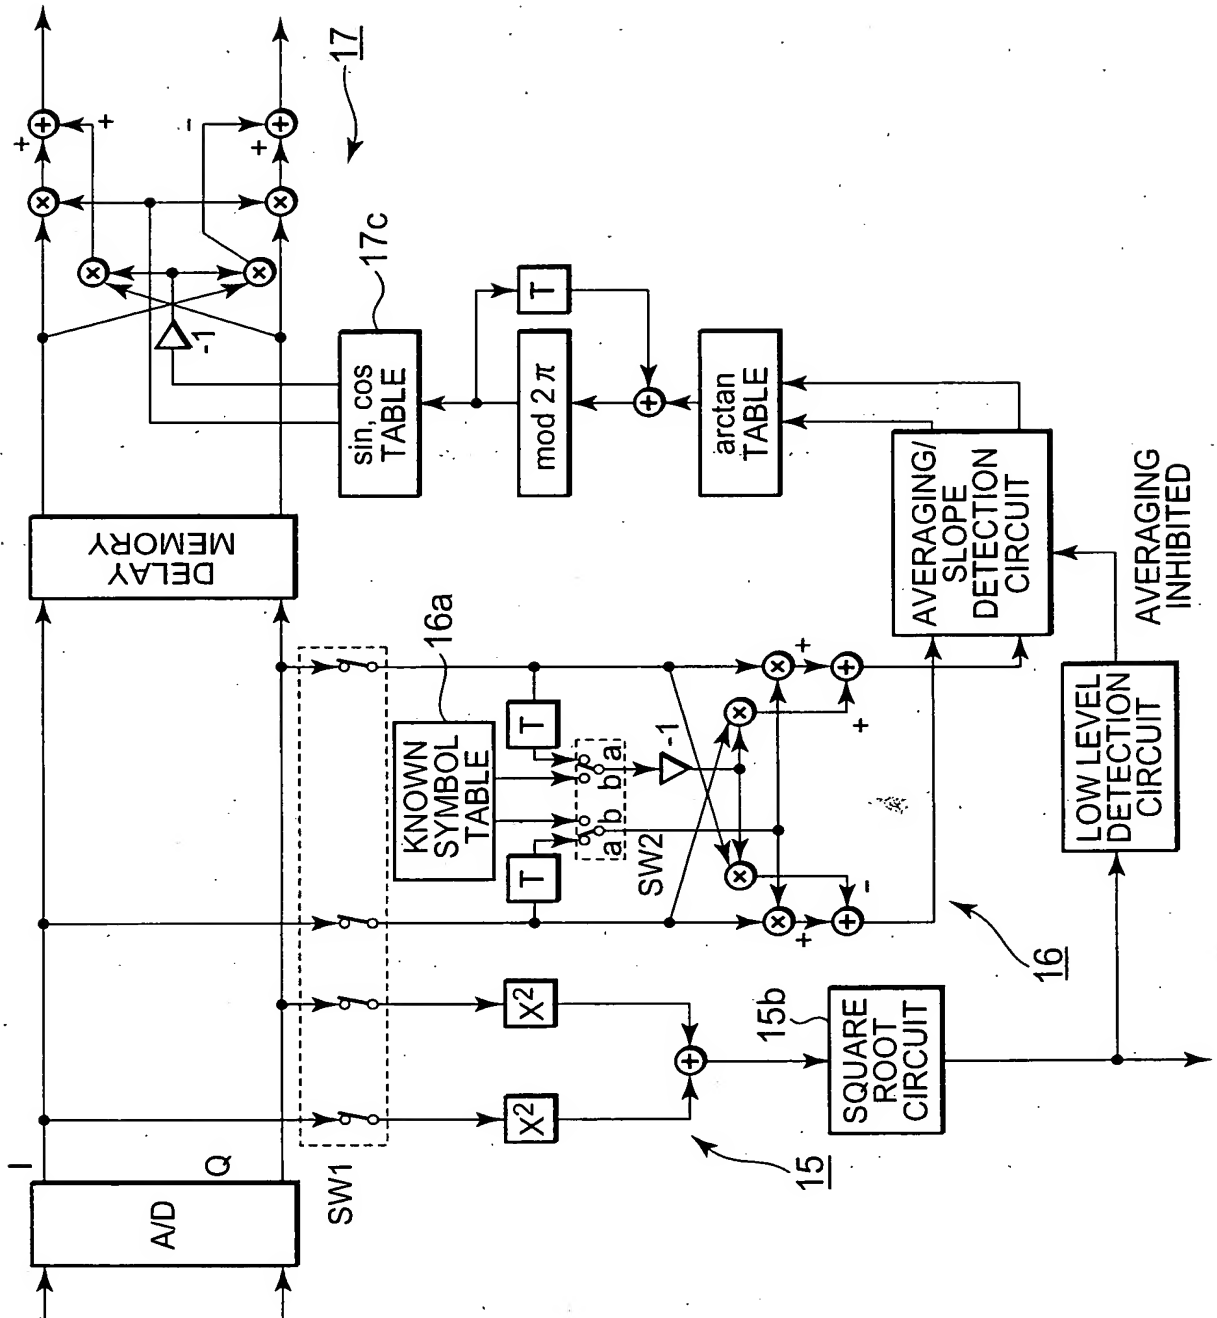 I
Q
A/D
SW1
DELAY
MEMORY
+
+
-
+
17
-1
sin, cos
TABLE
17c
mod 2 π
T
+
arctan
TABLE
16a
KNOWN
SYMBOL
TABLE
T
T
a
b
b
a
SW2
-1
+
+
+
-
16
AVERAGING/
SLOPE
DETECTION
CIRCUIT
AVERAGING
INHIBITED
LOW LEVEL
DETECTION
CIRCUIT
X²
X²
+
15
15b
SQUARE
ROOT
CIRCUIT